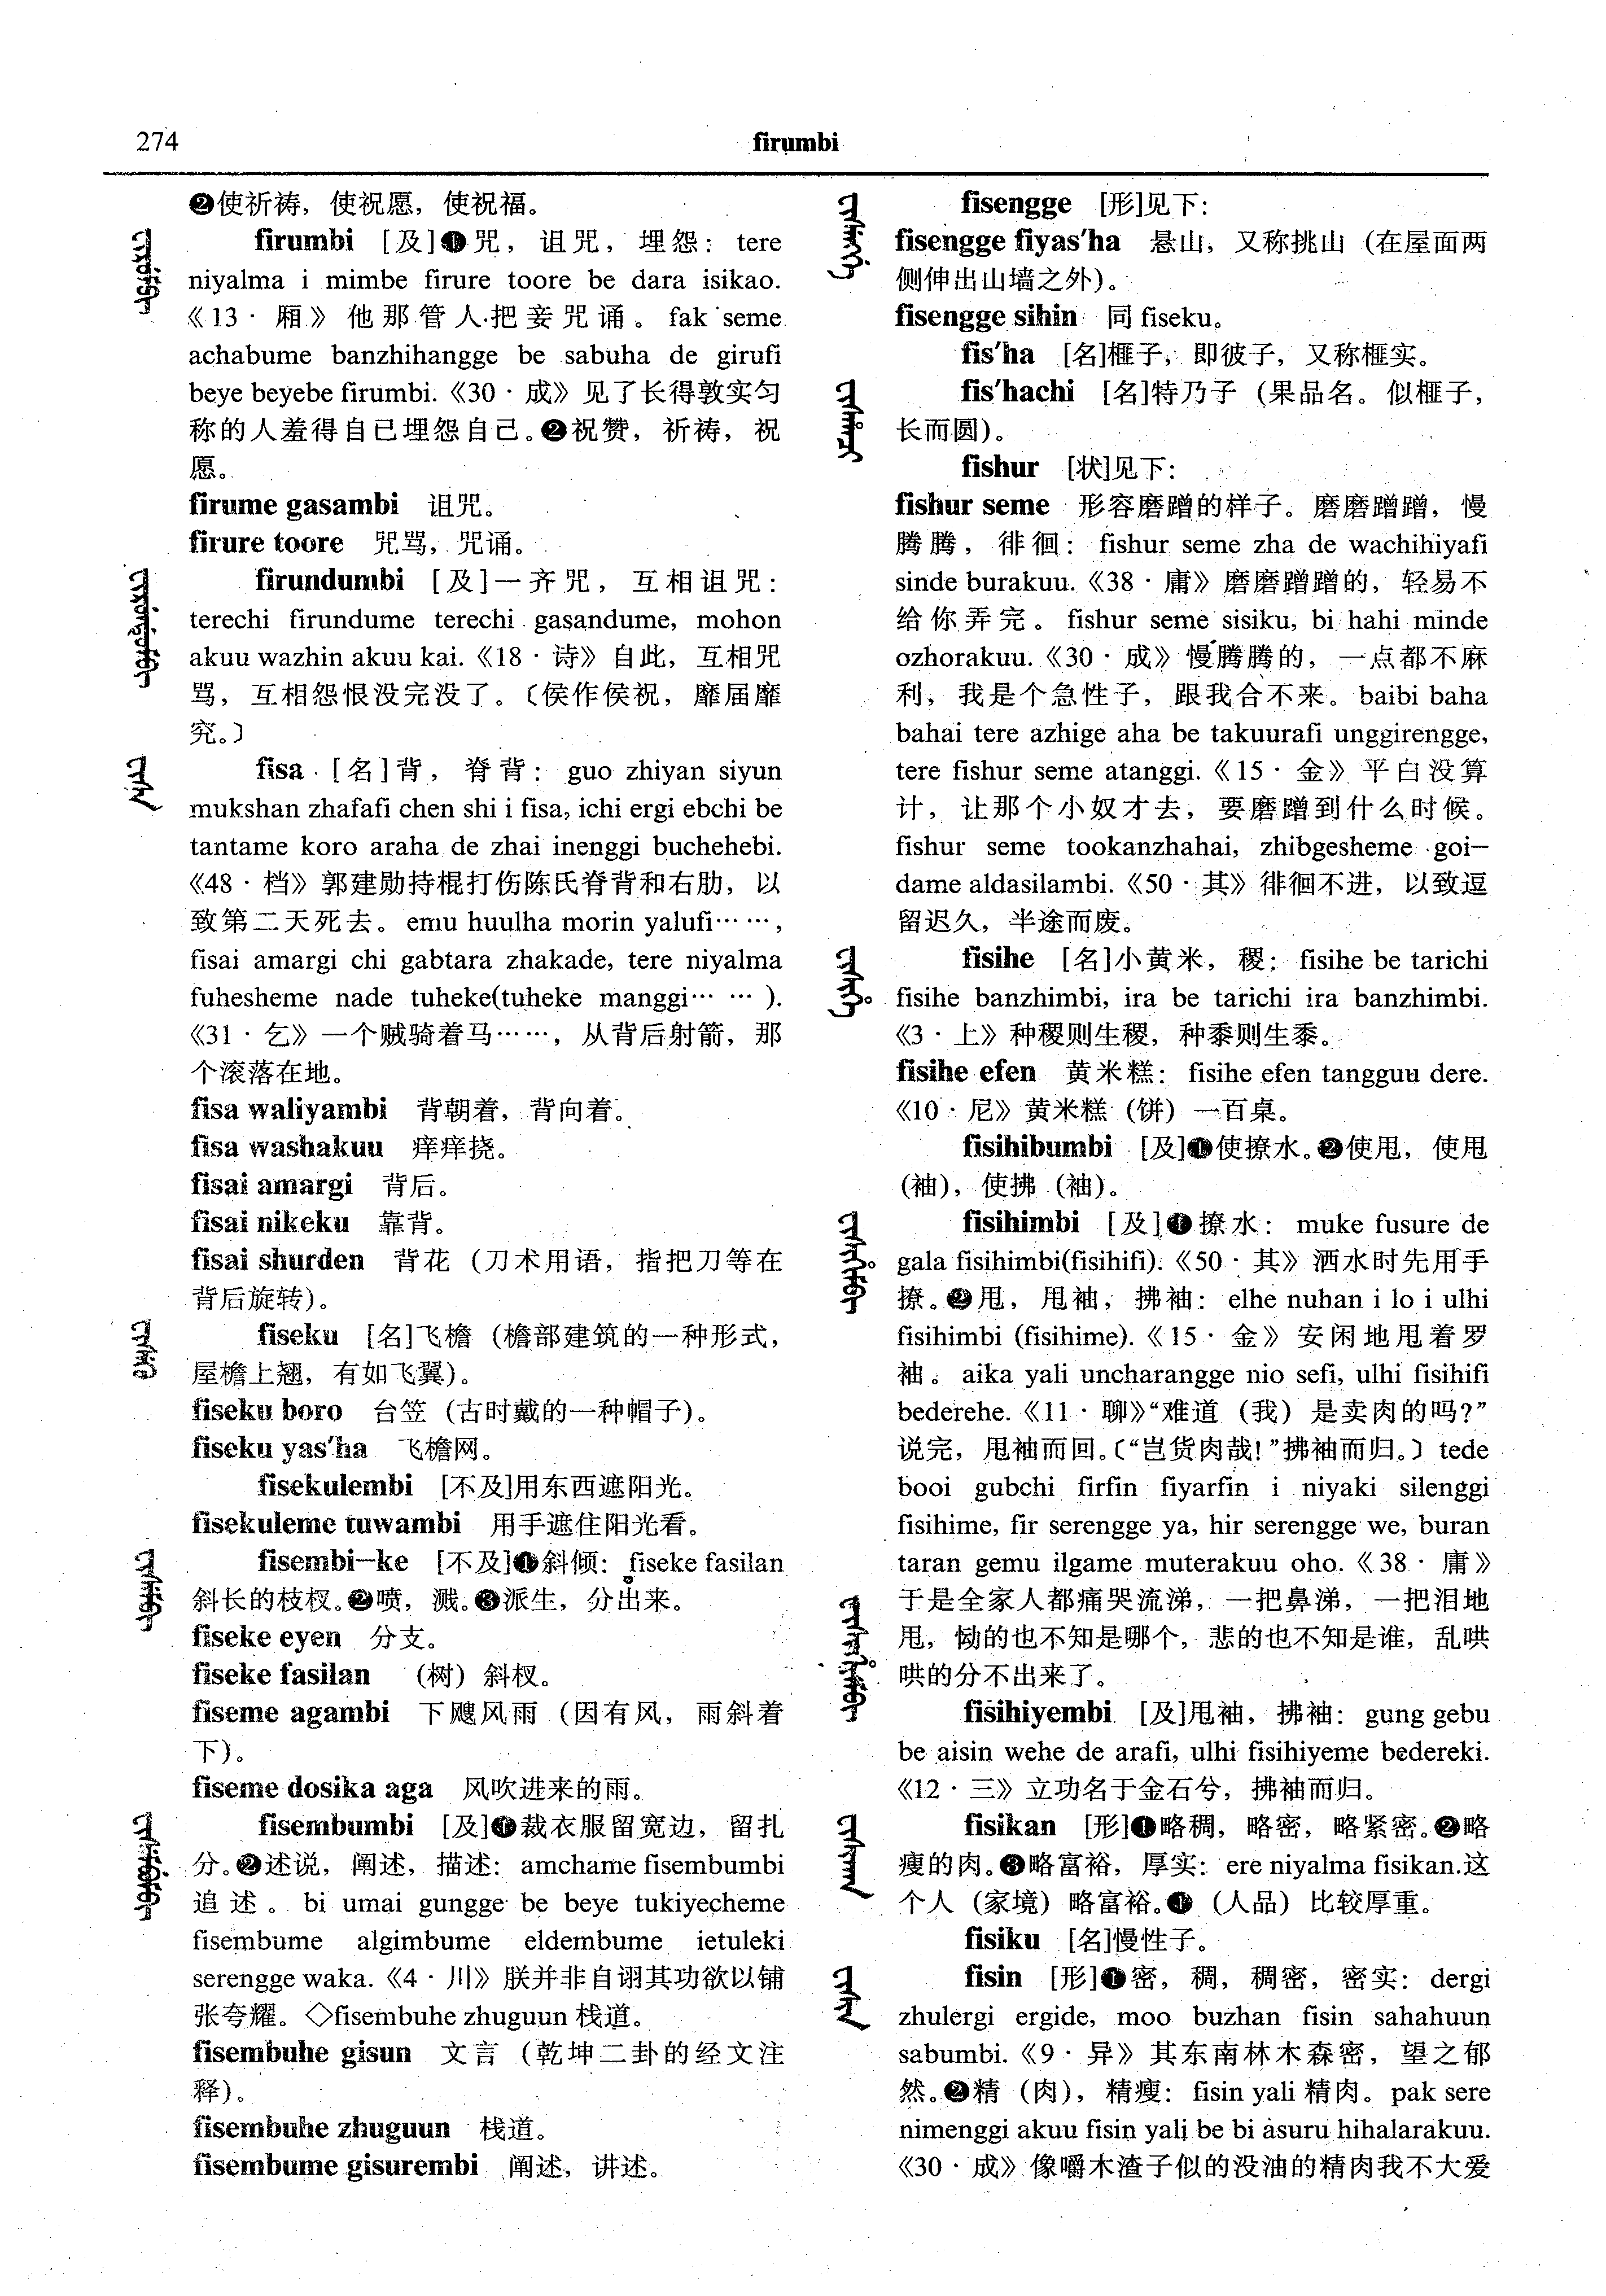 274
firumbi
❷使祈祷，使祝愿，使祝福。
firumbi [及]❶咒，诅咒，埋怨：tere
niyalma i mimbe firure toore be dara isikao.
《13·厢》他那管人·把妾咒诵。fak seme
achabume banzhihangge be sabuha de girufi
beye beyebe firumbi.《30·成》见了长得敦实匀
称的人羞得自己埋怨自己。❷祝赞，祈祷，祝
愿。
firume gasambi 诅咒。
firure toore 咒骂，咒诵。
firundumbi [及]一齐咒，互相诅咒：
terechi firundume terechi gasandume, mohon
akuu wazhin akuu kai.《18·诗》自此，互相咒
骂，互相怨恨没完没了。〔侯作侯祝，靡届靡
究。〕
fisa [名]背，脊背：guo zhiyan siyun
mukshan zhafafi chen shi i fisa, ichi ergi ebchi be
tantame koro araha de zhai inenggi buchehebi.
《48·档》郭建勋持棍打伤陈氏脊背和右肋，以
致第二天死去。emu huulha morin yalufi……，
fisai amargi chi gabtara zhakade, tere niyalma
fuhesheme nade tuheke(tuheke manggi……).
《31·乞》一个贼骑着马……，从背后射箭，那
个滚落在地。
fisa waliyambi 背朝着，背向着。
fisa washakuu 痒痒挠。
fisai amargi 背后。
fisai nikeku 靠背。
fisai shurden 背花（刀术用语，指把刀等在
背后旋转）。
fiseku [名]飞檐（檐部建筑的一种形式，
屋檐上翘，有如飞翼）。
fiseku boro 台笠（古时戴的一种帽子）。
fiseku yas'ha 飞檐网。
fisekulembi [不及]用东西遮阳光。
fisekuleme tuwambi 用手遮住阳光看。
fisembi-ke [不及]❶斜倾：fiseke fasilan
斜长的枝杈。❷喷，溅。❸派生，分出来。
fiseke eyen 分支。
fiseke fasilan （树）斜杈。
fiseme agambi 下飑风雨（因有风，雨斜着
下）。
fiseme dosika aga 风吹进来的雨。
fisembumbi [及]❶裁衣服留宽边，留扎
分。❷述说，阐述，描述：amchame fisembumbi
追述。bi umai gungge be beye tukiyecheme
fisembume algimbume eldembume ietuleki
serengge waka.《4·川》朕并非自诩其功欲以铺
张夸耀。◇fisembuhe zhuguun 栈道。
fisembuhe gisun 文言（乾坤二卦的经文注
释）。
fisembuhe zhuguun 栈道。
fisembume gisurembi 阐述，讲述。
fisengge [形]见下：
fisengge fiyas'ha 悬山，又称挑山（在屋面两
侧伸出山墙之外）。
fisengge sihin 同 fiseku。
fis'ha [名]榧子，即彼子，又称榧实。
fis'hachi [名]特乃子（果品名。似榧子，
长而圆）。
fishur [状]见下：
fishur seme 形容磨蹭的样子。磨磨蹭蹭，慢
腾腾，徘徊：fishur seme zha de wachihiyafi
sinde burakuu.《38·庸》磨磨蹭蹭的，轻易不
给你弄完。fishur seme sisiku, bi hahi minde
ozhorakuu.《30·成》慢腾腾的，一点都不麻
利，我是个急性子，跟我合不来。baibi baha
bahai tere azhige aha be takuurafi unggirengge,
tere fishur seme atanggi.《15·金》平白没算
计，让那个小奴才去，要磨蹭到什么时候。
fishur seme tookanzhahai, zhibgesheme goi-
dame aldasilambi.《50·其》徘徊不进，以致逗
留迟久，半途而废。
fisihe [名]小黄米，稷：fisihe be tarichi
fisihe banzhimbi, ira be tarichi ira banzhimbi.
《3·上》种稷则生稷，种黍则生黍。
fisihe efen 黄米糕：fisihe efen tangguu dere.
《10·尼》黄米糕（饼）一百桌。
fisihibumbi [及]❶使撩水。❷使甩，使甩
（袖），使拂（袖）。
fisihimbi [及]❶撩水：muke fusure de
gala fisihimbi(fisihifi).《50·其》洒水时先用手
撩。❷甩，甩袖，拂袖：elhe nuhan i lo i ulhi
fisihimbi (fisihime).《15·金》安闲地甩着罗
袖。aika yali uncharangge nio sefi, ulhi fisihifi
bederehe.《11·聊》“难道（我）是卖肉的吗?”
说完，甩袖而回。〔“岂货肉哉!”拂袖而归。〕tede
booi gubchi firfin fiyarfin i niyaki silenggi
fisihime, fir serengge ya, hir serengge we, buran
taran gemu ilgame muterakuu oho.《38·庸》
于是全家人都痛哭流涕，一把鼻涕，一把泪地
甩，恸的也不知是哪个，悲的也不知是谁，乱哄
哄的分不出来了。
fisihiyembi [及]甩袖，拂袖：gung gebu
be aisin wehe de arafi, ulhi fisihiyeme bedereki.
《12·三》立功名于金石兮，拂袖而归。
fisikan [形]❶略稠，略密，略紧密。❷略
瘦的肉。❸略富裕，厚实：ere niyalma fisikan.这
个人（家境）略富裕。❹（人品）比较厚重。
fisiku [名]慢性子。
fisin [形]❶密，稠，稠密，密实：dergi
zhulergi ergide, moo buzhan fisin sahahuun
sabumbi.《9·异》其东南林木森密，望之郁
然。❷精（肉），精瘦：fisin yali 精肉。pak sere
nimenggi akuu fisin yali be bi asuru hihalarakuu.
《30·成》像嚼木渣子似的没油的精肉我不大爱